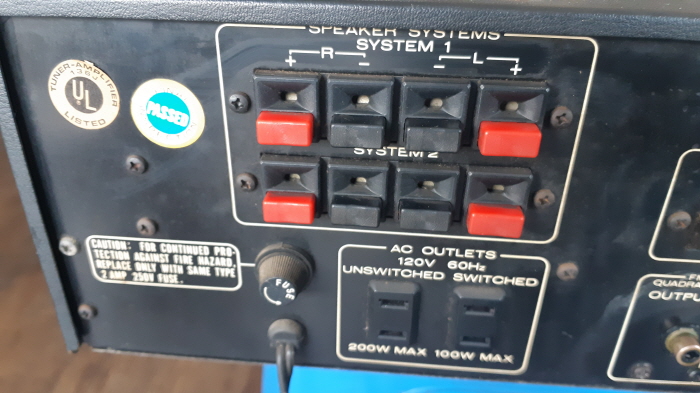 SPEAKER SYSTEMS
SYSTEM 1
+ R − − L +
SYSTEM 2
TUNER-AMPLIFIER
UL
LISTED
PASSED
CAUTION: FOR CONTINUED PRO-
TECTION AGAINST FIRE HAZARD,
REPLACE ONLY WITH SAME TYPE
2 AMP 250V FUSE.
FUSE
AC OUTLETS
120V 60Hz
UNSWITCHED SWITCHED
200W MAX 100W MAX
QUADRA
OUTPU